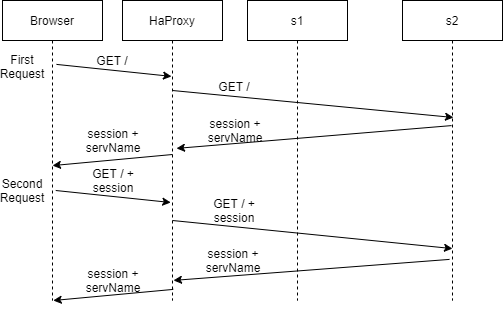 Browser
HaProxy
s1
s2
First
Request
GET /
GET /
session +
servName
session +
servName
Second
Request
GET / +
session
GET / +
session
session +
servName
session +
servName